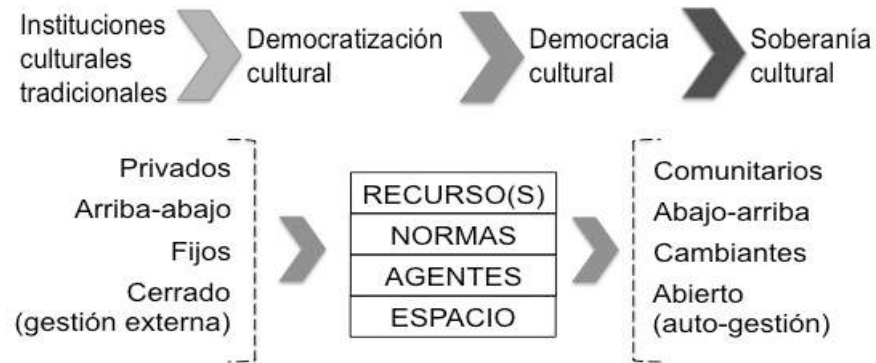 Instituciones
culturales
tradicionales
Democratización
cultural
Democracia
cultural
Soberanía
cultural
Privados
Arriba-abajo
Fijos
Cerrado
(gestión externa)
RECURSO(S)
NORMAS
AGENTES
ESPACIO
Comunitarios
Abajo-arriba
Cambiantes
Abierto
(auto-gestión)